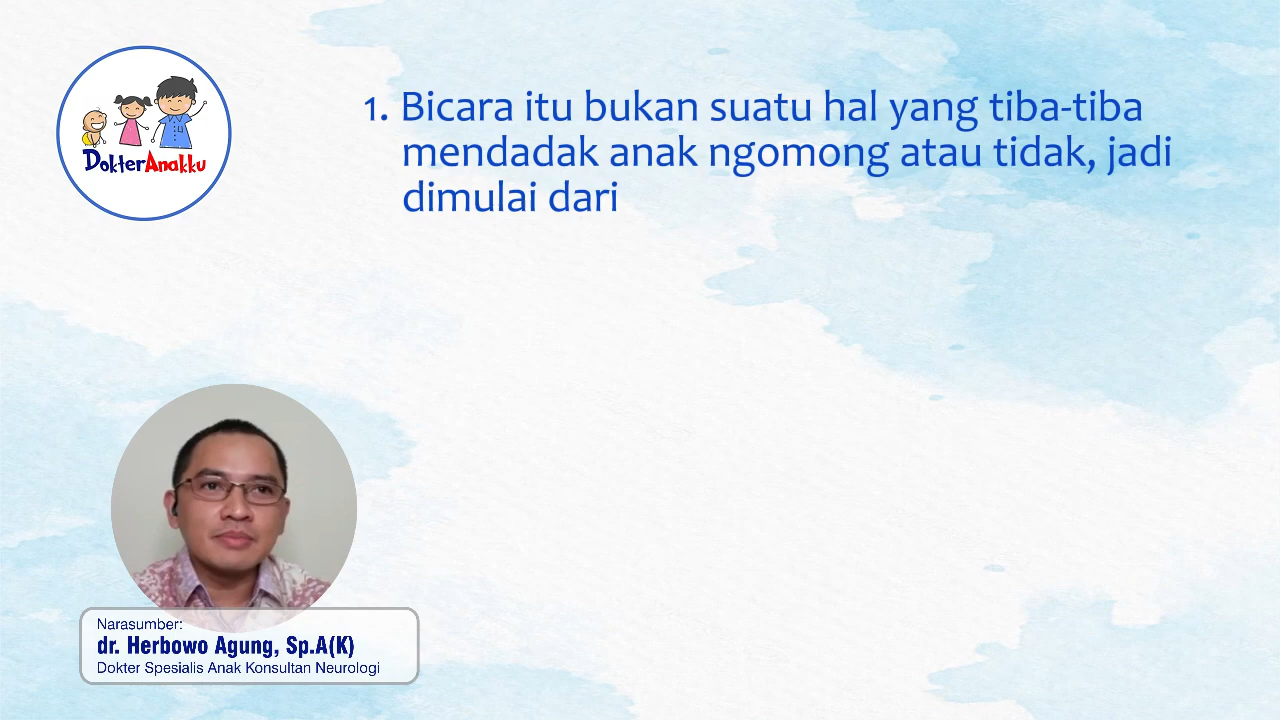 DokterAnakku
1. Bicara itu bukan suatu hal yang tiba-tiba
mendadak anak ngomong atau tidak, jadi
dimulai dari
Narasumber:
dr. Herbowo Agung, Sp.A(K)
Dokter Spesialis Anak Konsultan Neurologi